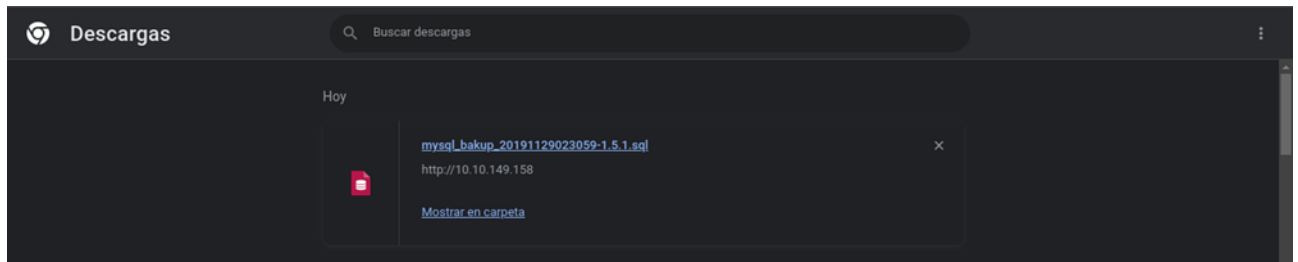 Descargas
Buscar descargas
Hoy
mysql_bakup_20191129023059-1.5.1.sql
http://10.10.149.158
Mostrar en carpeta